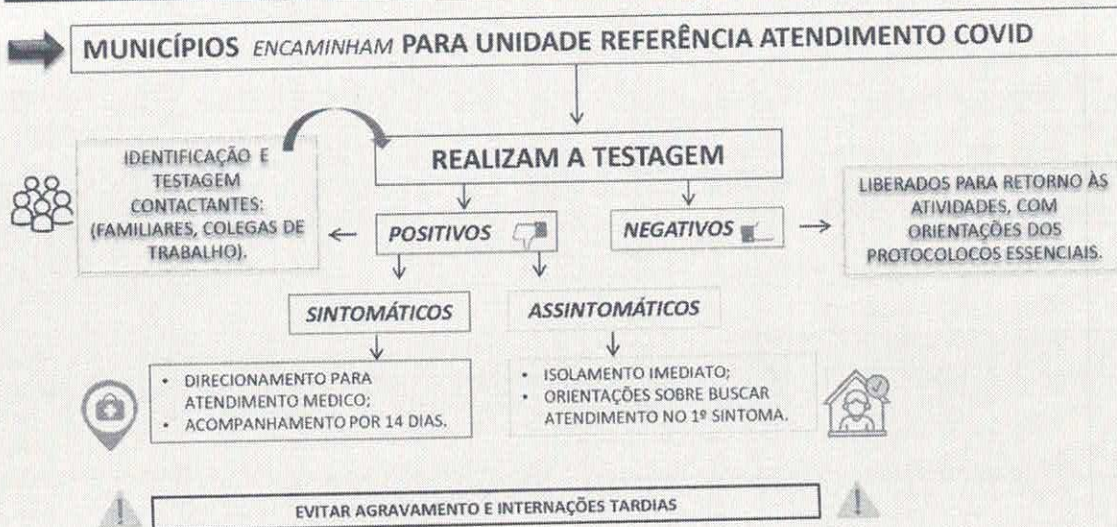 MUNICÍPIOS ENCAMINHAM PARA UNIDADE REFERÊNCIA ATENDIMENTO COVID
REALIZAM A TESTAGEM
IDENTIFICAÇÃO E
TESTAGEM
CONTACTANTES:
(FAMILIARES, COLEGAS DE
TRABALHO).
POSITIVOS
NEGATIVOS
LIBERADOS PARA RETORNO ÀS
ATIVIDADES, COM
ORIENTAÇÕES DOS
PROTOCOLOCOS ESSENCIAIS.
SINTOMÁTICOS
ASSINTOMÁTICOS
• DIRECIONAMENTO PARA
ATENDIMENTO MEDICO;
• ACOMPANHAMENTO POR 14 DIAS.
• ISOLAMENTO IMEDIATO;
• ORIENTAÇÕES SOBRE BUSCAR
ATENDIMENTO NO 1º SINTOMA.
! EVITAR AGRAVAMENTO E INTERNAÇÕES TARDIAS !